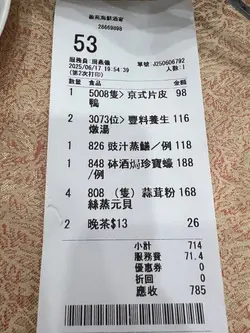 28669898
53
服務員
2025/06/17 19:54:39
單號:J250606792
(第2次打印)
人數:1
數量 食品 金額
1 5008隻〉京式片皮鴨 98
2 3073位〉豐料養生燉湯 116
1 826 豉汁蒸鱔／例 118
1 848 砵酒焗珍寶蠔／例 188
4 808 （隻）蒜茸粉絲蒸元貝 168
2 晚茶$13 26
小計 714
服務費 71.4
優惠券 0
折回 0
應收 785